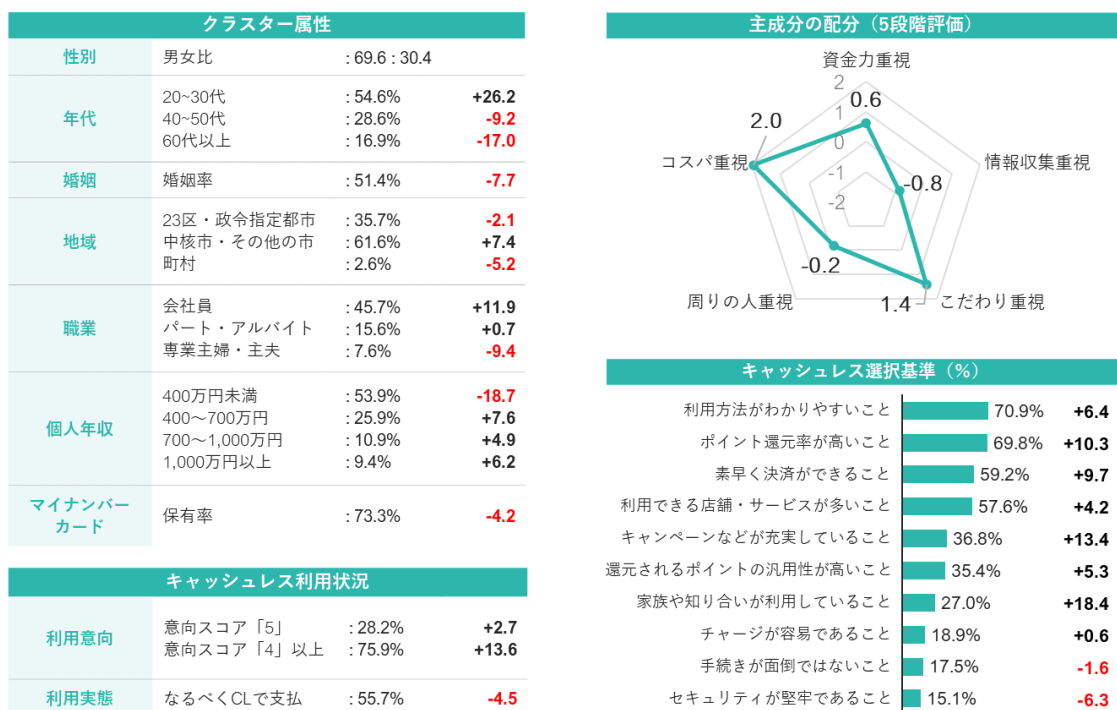 クラスター属性
性別 男女比 : 69.6 : 30.4
年代
20~30代 : 54.6% +26.2
40~50代 : 28.6% -9.2
60代以上 : 16.9% -17.0
婚姻 婚姻率 : 51.4% -7.7
地域
23区・政令指定都市 : 35.7% -2.1
中核市・その他の市 : 61.6% +7.4
町村 : 2.6% -5.2
職業
会社員 : 45.7% +11.9
パート・アルバイト : 15.6% +0.7
専業主婦・主夫 : 7.6% -9.4
個人年収
400万円未満 : 53.9% -18.7
400〜700万円 : 25.9% +7.6
700〜1,000万円 : 10.9% +4.9
1,000万円以上 : 9.4% +6.2
マイナンバー
カード
保有率 : 73.3% -4.2
キャッシュレス利用状況
利用意向
意向スコア「5」 : 28.2% +2.7
意向スコア「4」以上 : 75.9% +13.6
利用実態 なるべくCLで支払 : 55.7% -4.5
主成分の配分（5段階評価）
資金力重視
2
1
0
-1
-2
0.6
2.0
コスパ重視
情報収集重視
-0.8
-0.2
周りの人重視
1.4
こだわり重視
キャッシュレス選択基準（%）
利用方法がわかりやすいこと 70.9% +6.4
ポイント還元率が高いこと 69.8% +10.3
素早く決済ができること 59.2% +9.7
利用できる店舗・サービスが多いこと 57.6% +4.2
キャンペーンなどが充実していること 36.8% +13.4
還元されるポイントの汎用性が高いこと 35.4% +5.3
家族や知り合いが利用していること 27.0% +18.4
チャージが容易であること 18.9% +0.6
手続きが面倒ではないこと 17.5% -1.6
セキュリティが堅牢であること 15.1% -6.3